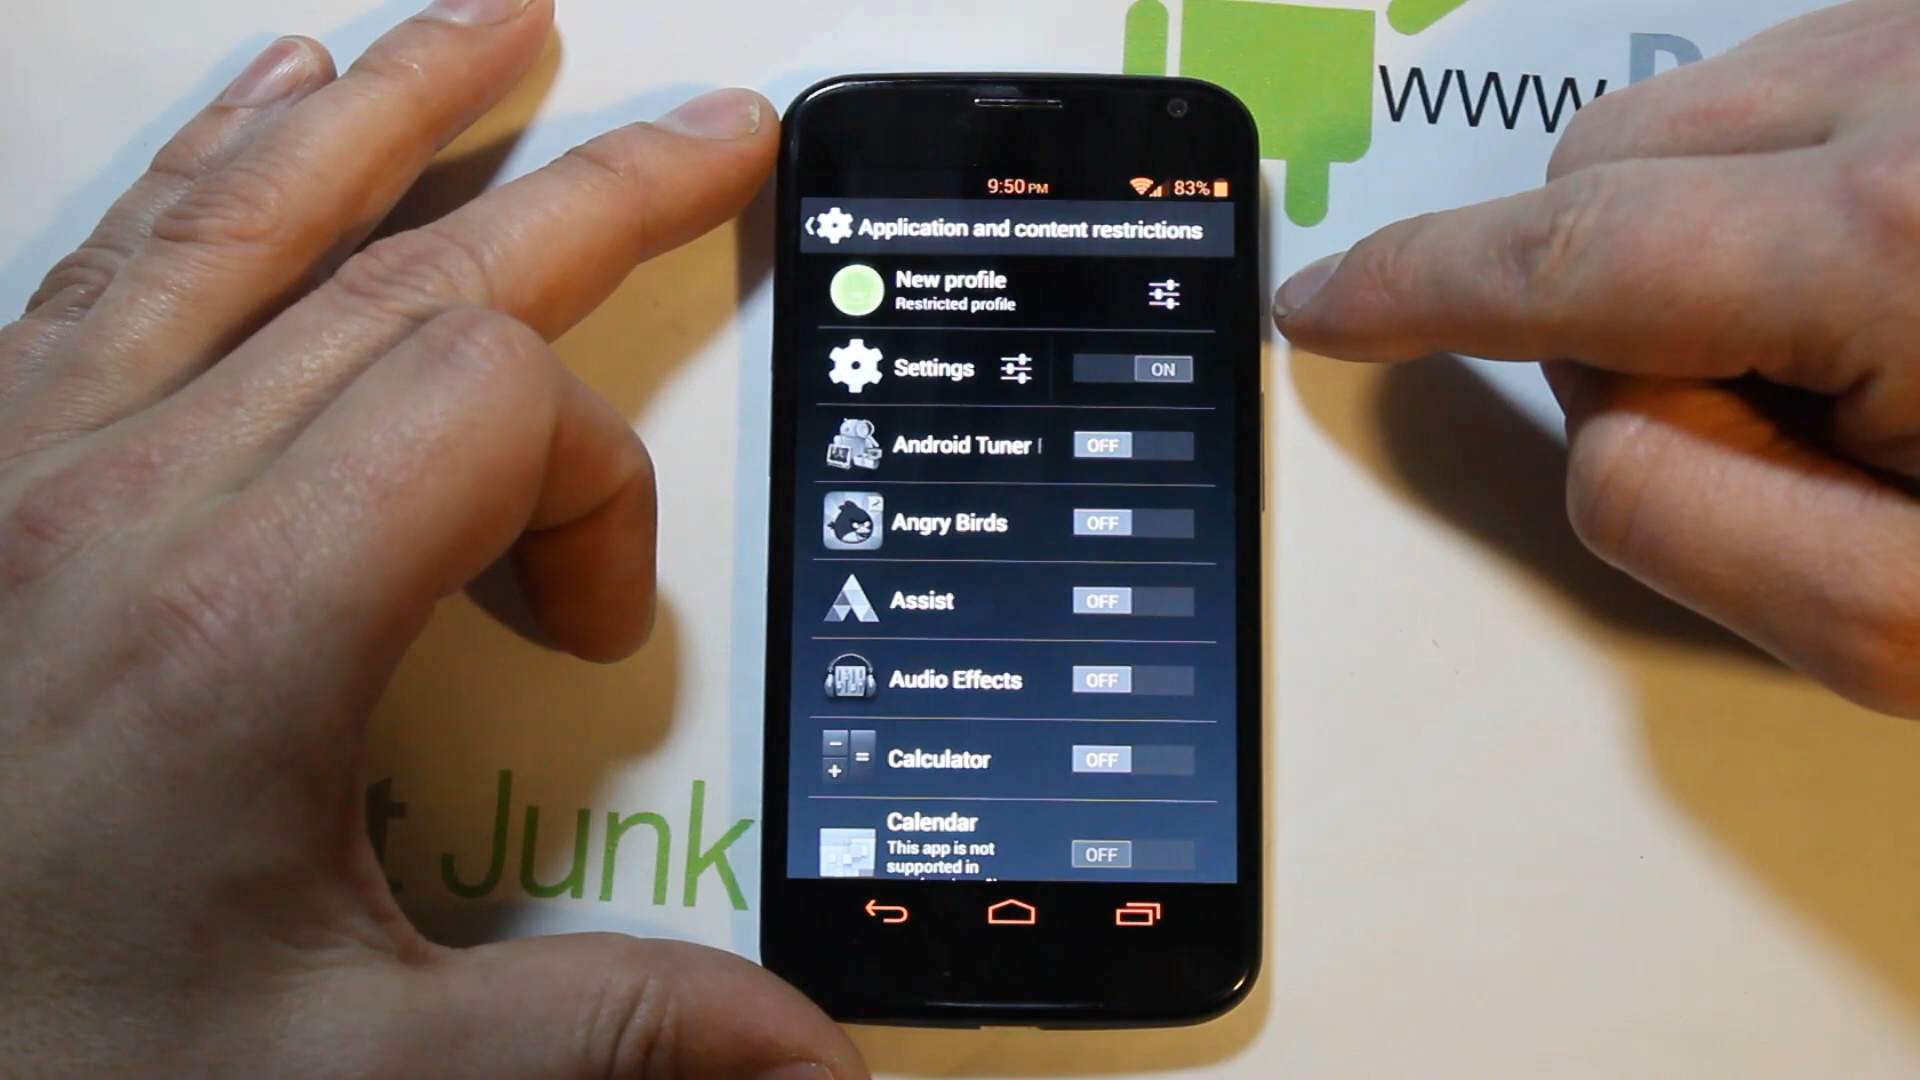 www.
9:50 PM
83%
Application and content restrictions
New profile
Restricted profile
Settings
ON
Android Tuner
OFF
Angry Birds
OFF
Assist
OFF
Audio Effects
OFF
Calculator
OFF
Calendar
This app is not
supported in
OFF
t Junk